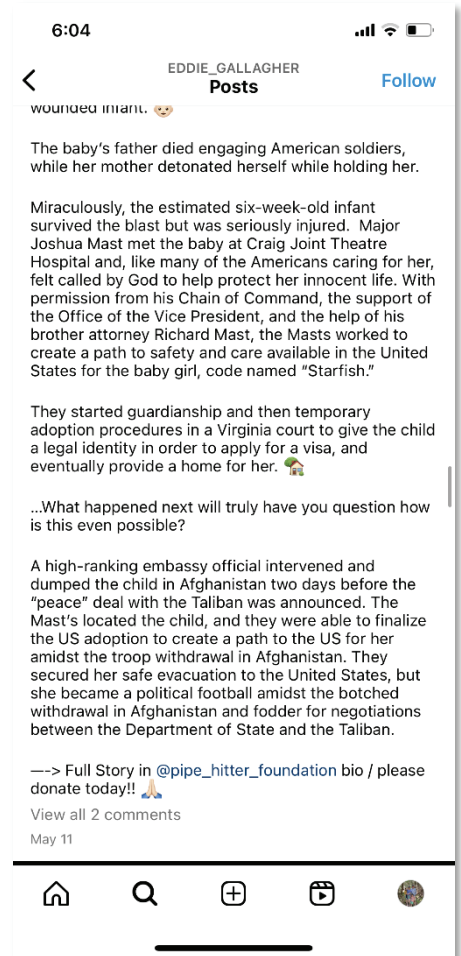 6:04
EDDIE_GALLAGHER
Posts
Follow
wounded infant. 👶🏻
The baby's father died engaging American soldiers,
while her mother detonated herself while holding her.
Miraculously, the estimated six-week-old infant
survived the blast but was seriously injured.  Major
Joshua Mast met the baby at Craig Joint Theatre
Hospital and, like many of the Americans caring for her,
felt called by God to help protect her innocent life. With
permission from his Chain of Command, the support of
the Office of the Vice President, and the help of his
brother attorney Richard Mast, the Masts worked to
create a path to safety and care available in the United
States for the baby girl, code named “Starfish.”
They started guardianship and then temporary
adoption procedures in a Virginia court to give the child
a legal identity in order to apply for a visa, and
eventually provide a home for her. 🏡
...What happened next will truly have you question how
is this even possible?
A high-ranking embassy official intervened and
dumped the child in Afghanistan two days before the
“peace” deal with the Taliban was announced. The
Mast's located the child, and they were able to finalize
the US adoption to create a path to the US for her
amidst the troop withdrawal in Afghanistan. They
secured her safe evacuation to the United States, but
she became a political football amidst the botched
withdrawal in Afghanistan and fodder for negotiations
between the Department of State and the Taliban.
—-> Full Story in @pipe_hitter_foundation bio / please
donate today!! 🙏🏻
View all 2 comments
May 11